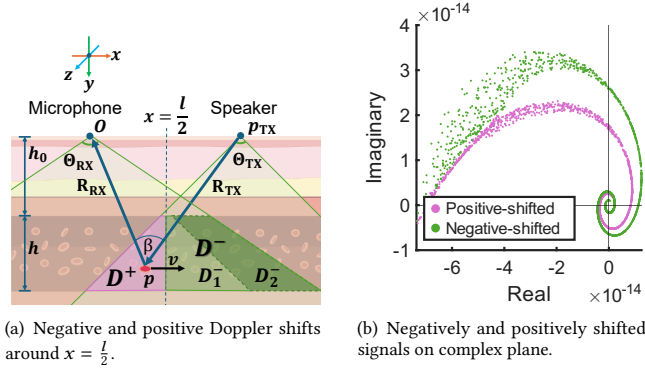 x
z
y
Microphone
x = l/2
Speaker
O
p_TX
h_0
Θ_RX
Θ_TX
R_RX
R_TX
h
β
D^-
v
D^+
p
D_1^-
D_2^-
(a) Negative and positive Doppler shifts
around x = l/2.
×10^-14
4
3
2
1
0
-1
Imaginary
Positive-shifted
Negative-shifted
-6
-4
-2
0
Real
×10^-14
(b) Negatively and positively shifted
signals on complex plane.